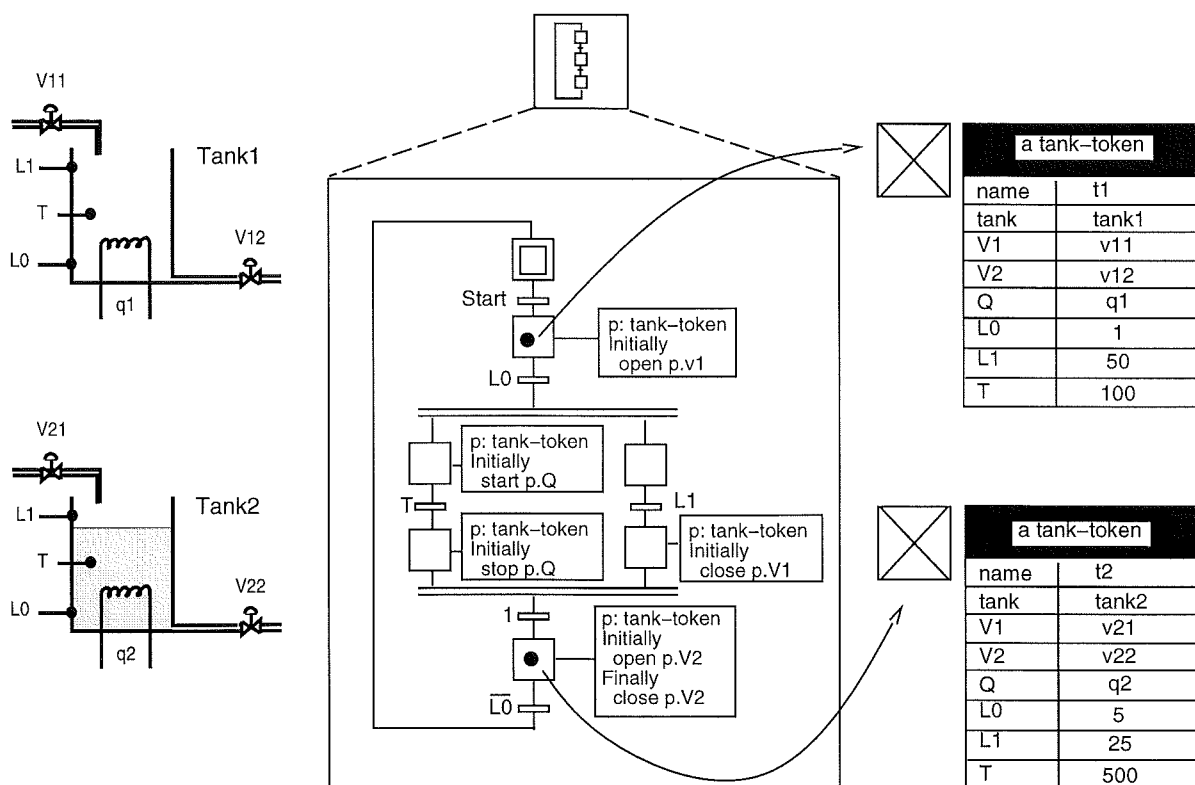 V11
Tank1
L1
T
V12
L0
q1
V21
Tank2
L1
T
V22
L0
q2
Start
p: tank-token
Initially
open p.v1
L0
p: tank-token
Initially
start p.Q
T
L1
p: tank-token
Initially
stop p.Q
p: tank-token
Initially
close p.V1
1
p: tank-token
Initially
open p.V2
Finally
close p.V2
L̅0̅
a tank-token
name t1
tank tank1
V1 v11
V2 v12
Q q1
L0 1
L1 50
T 100
a tank-token
name t2
tank tank2
V1 v21
V2 v22
Q q2
L0 5
L1 25
T 500